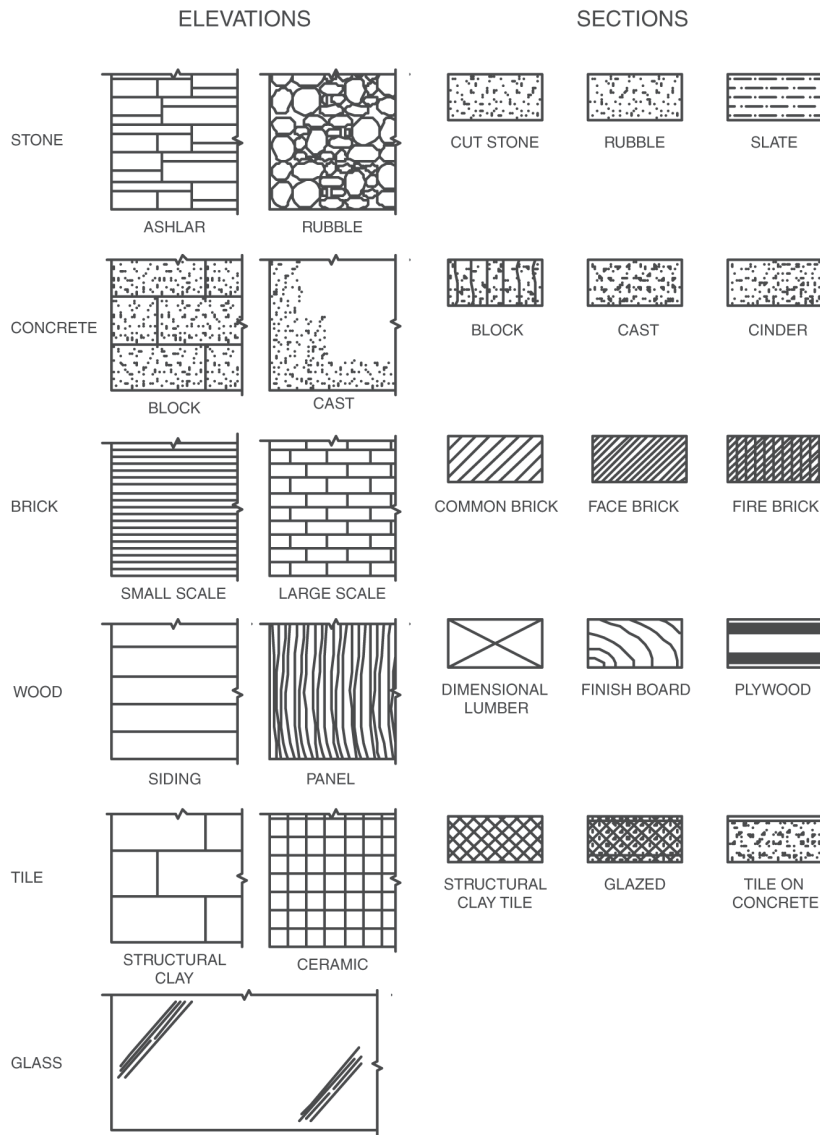 ELEVATIONS
SECTIONS
STONE
ASHLAR
RUBBLE
CUT STONE
RUBBLE
SLATE
CONCRETE
BLOCK
CAST
BLOCK
CAST
CINDER
BRICK
SMALL SCALE
LARGE SCALE
COMMON BRICK
FACE BRICK
FIRE BRICK
WOOD
SIDING
PANEL
DIMENSIONAL
LUMBER
FINISH BOARD
PLYWOOD
TILE
STRUCTURAL
CLAY
CERAMIC
STRUCTURAL
CLAY TILE
GLAZED
TILE ON
CONCRETE
GLASS